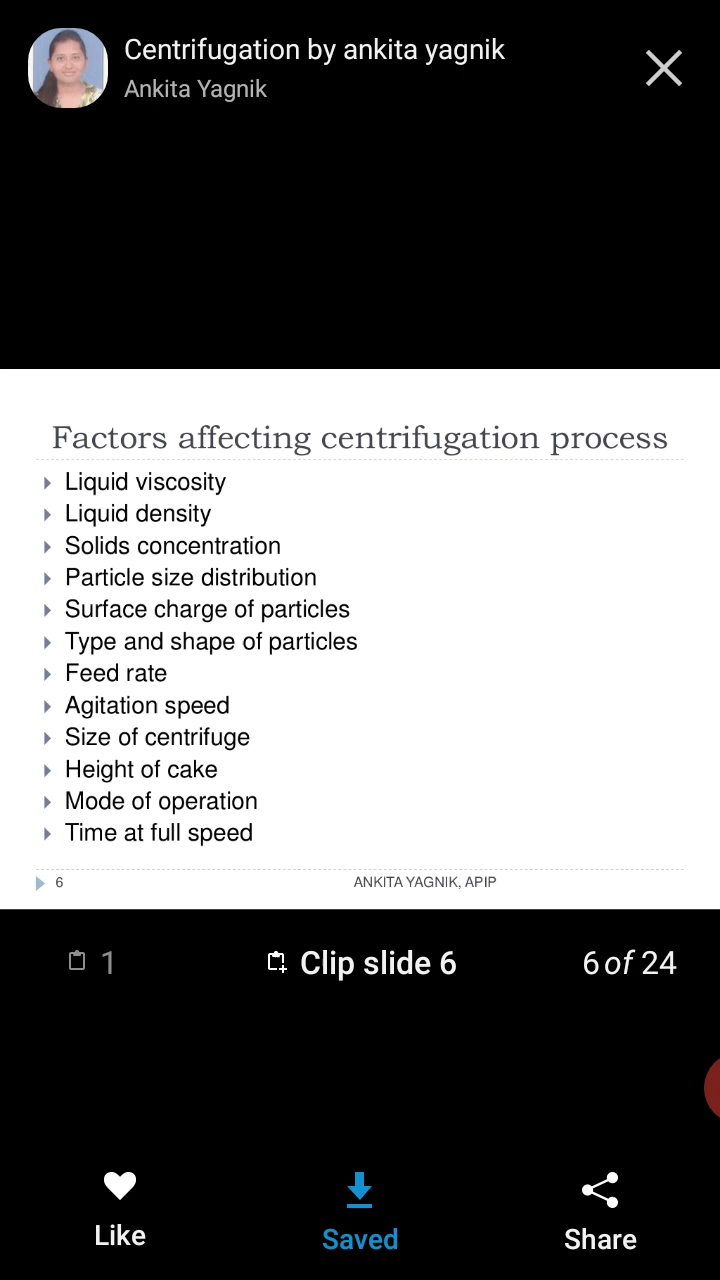 Centrifugation by ankita yagnik
Ankita Yagnik
Factors affecting centrifugation process
Liquid viscosity
Liquid density
Solids concentration
Particle size distribution
Surface charge of particles
Type and shape of particles
Feed rate
Agitation speed
Size of centrifuge
Height of cake
Mode of operation
Time at full speed
6 ANKITA YAGNIK, APIP
1 Clip slide 6 6 of 24
Like Saved Share